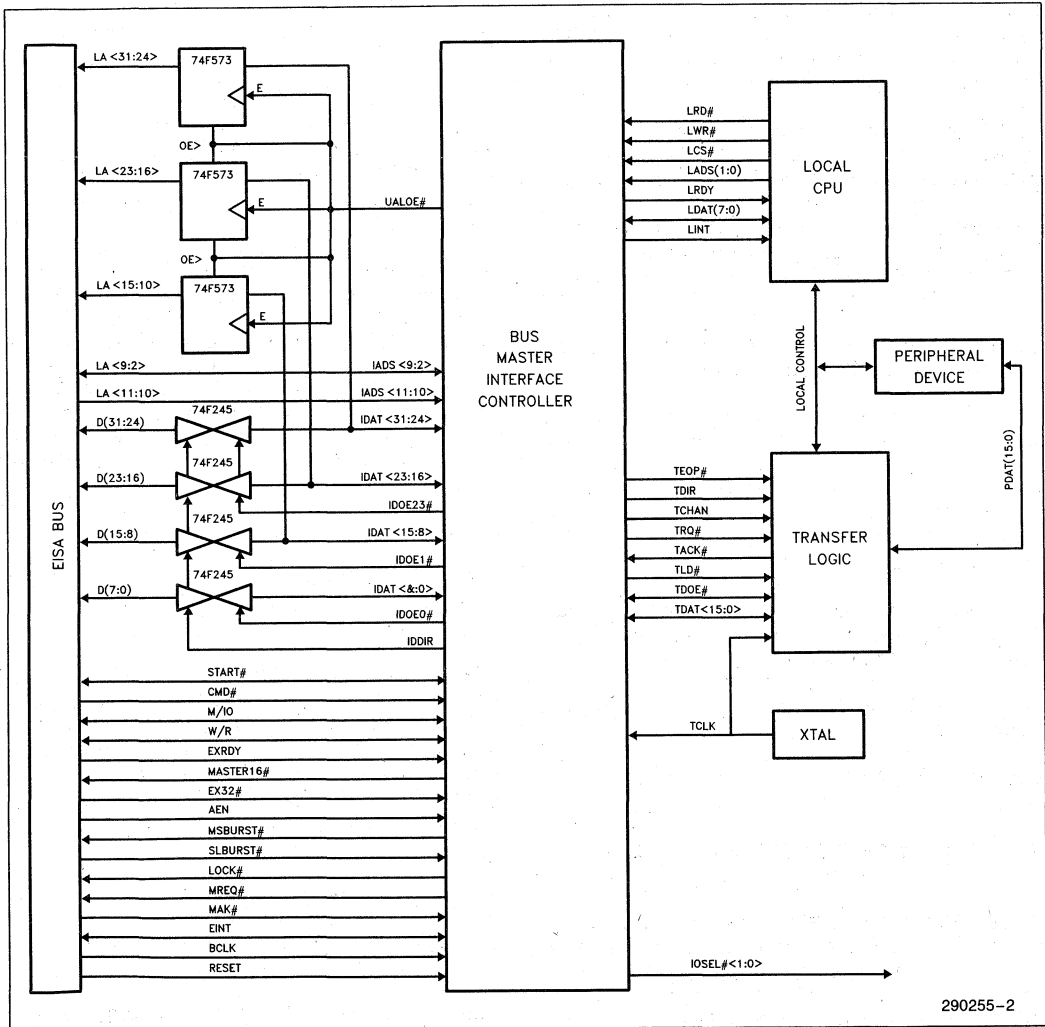 LA <31:24>
74F573
E
OE>
LA <23:16>
74F573
E
UALOE#
OE>
LA <15:10>
74F573
E
LA <9:2>
IADS <9:2>
LA <11:10>
IADS <11:10>
74F245
D(31:24)
IDAT <31:24>
74F245
D(23:16)
IDAT <23:16>
IDOE23#
74F245
D(15:8)
IDAT <15:8>
IDOE1#
74F245
D(7:0)
IDAT <&:0>
IDOE0#
IDDIR
EISA BUS
START#
CMD#
M/IO
W/R
EXRDY
MASTER16#
EX32#
AEN
MSBURST#
SLBURST#
LOCK#
MREQ#
MAK#
EINT
BCLK
RESET
BUS
MASTER
INTERFACE
CONTROLLER
LRD#
LWR#
LCS#
LADS(1:0)
LRDY
LDAT(7:0)
LINT
LOCAL
CPU
LOCAL CONTROL
PERIPHERAL
DEVICE
PDAT(15:0)
TEOP#
TDIR
TCHAN
TRQ#
TACK#
TLD#
TDOE#
TDAT<15:0>
TRANSFER
LOGIC
TCLK
XTAL
IOSEL#<1:0>
290255-2